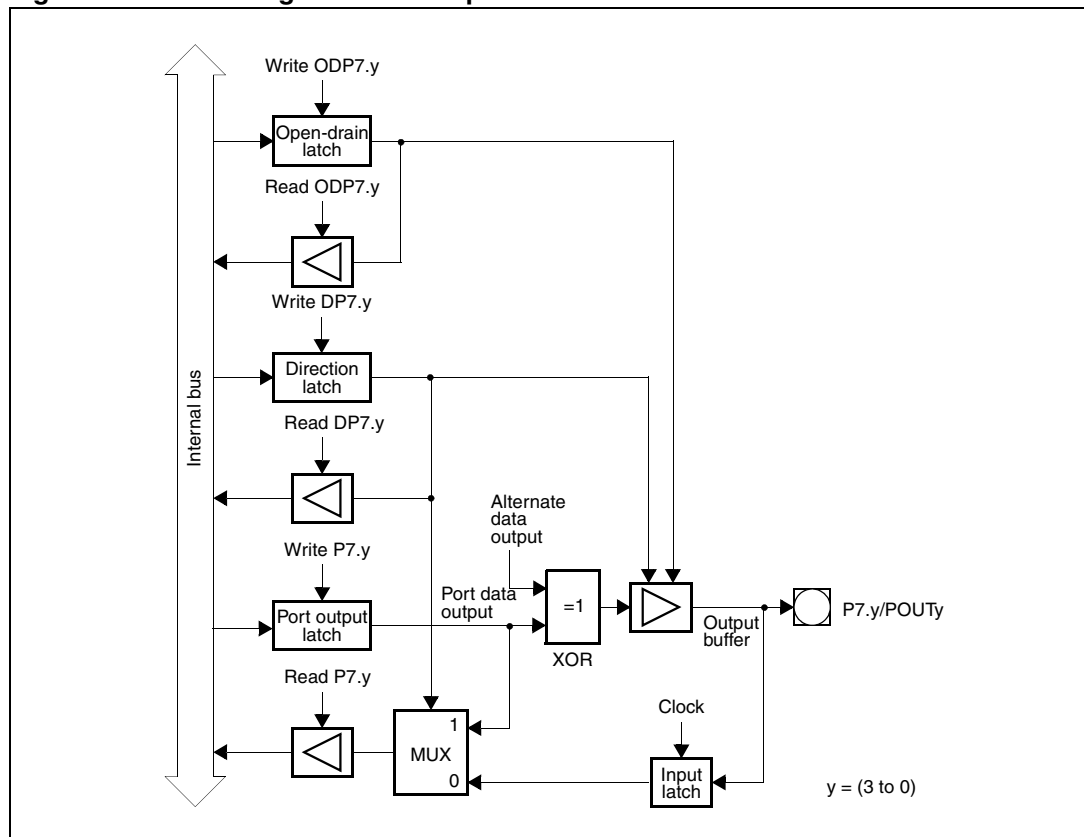 Write ODP7.y
Open-drain
latch
Read ODP7.y
Write DP7.y
Direction
latch
Read DP7.y
Internal bus
Alternate
data
output
Write P7.y
Port data
output
=1
Port output
latch
XOR
Output
buffer
P7.y/POUTy
Read P7.y
Clock
1
MUX
0
Input
latch
y = (3 to 0)